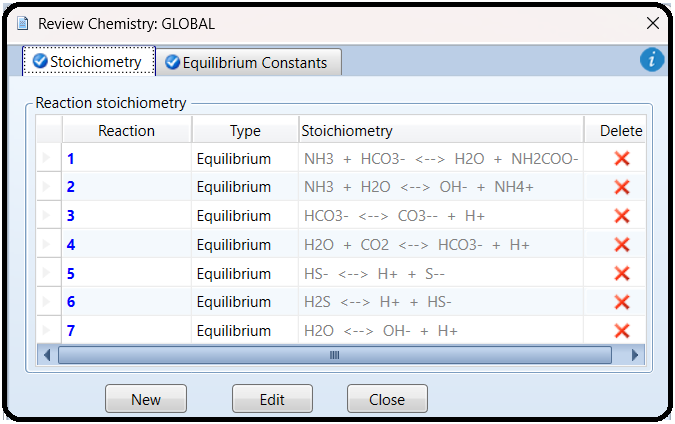 Review Chemistry: GLOBAL
Stoichiometry Equilibrium Constants
Reaction stoichiometry
Reaction Type Stoichiometry Delete
1 Equilibrium NH3 + HCO3- <--> H2O + NH2COO-
2 Equilibrium NH3 + H2O <--> OH- + NH4+
3 Equilibrium HCO3- <--> CO3-- + H+
4 Equilibrium H2O + CO2 <--> HCO3- + H+
5 Equilibrium HS- <--> H+ + S--
6 Equilibrium H2S <--> H+ + HS-
7 Equilibrium H2O <--> OH- + H+
New Edit Close